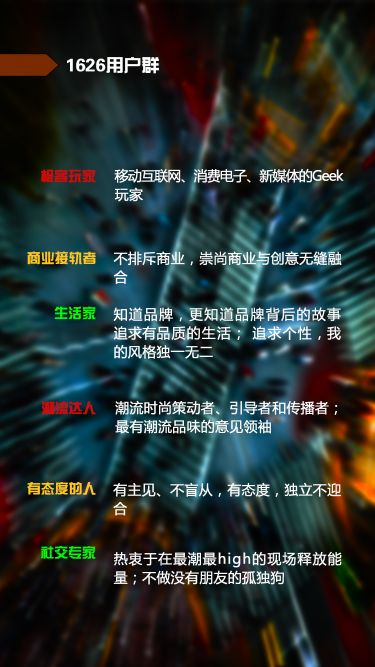 1626用户群
极客玩家
移动互联网、消费电子、新媒体的Geek
玩家
商业接轨者
不排斥商业，崇尚商业与创意无缝融
合
生活家
知道品牌，更知道品牌背后的故事
追求有品质的生活； 追求个性，我
的风格独一无二
潮流达人
潮流时尚策动者、引导者和传播者；
最有潮流品味的意见领袖
有态度的人
有主见、不盲从，有态度，独立不迎
合
社交专家
热衷于在最潮最high的现场释放能
量；不做没有朋友的孤独狗